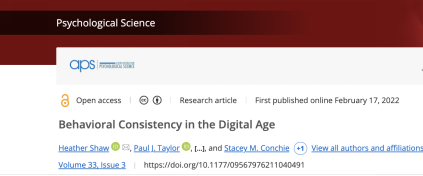 Psychological Science
aps
PSYCHOLOGICAL SCIENCE
Open access | Research article | First published online February 17, 2022
Behavioral Consistency in the Digital Age
Heather Shaw, Paul J. Taylor, [...], and Stacey M. Conchie +1 View all authors and affiliations
Volume 33, Issue 3 | https://doi.org/10.1177/09567976211040491